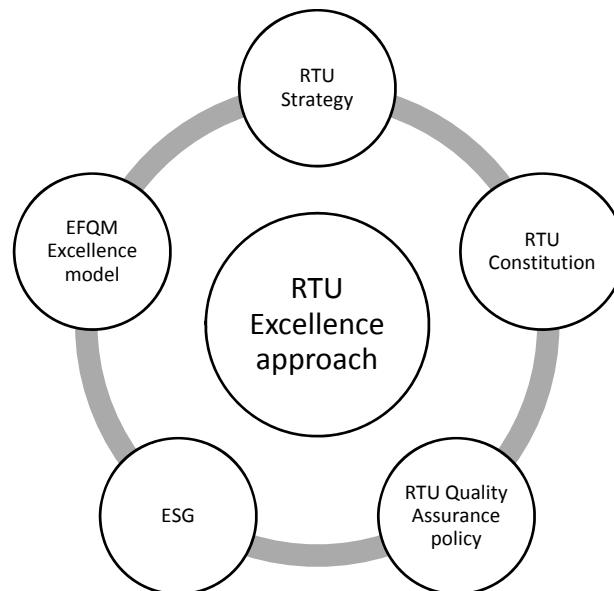 RTU
Strategy
EFQM
Excellence
model
RTU
Constitution
RTU
Excellence
approach
ESG
RTU Quality
Assurance
policy